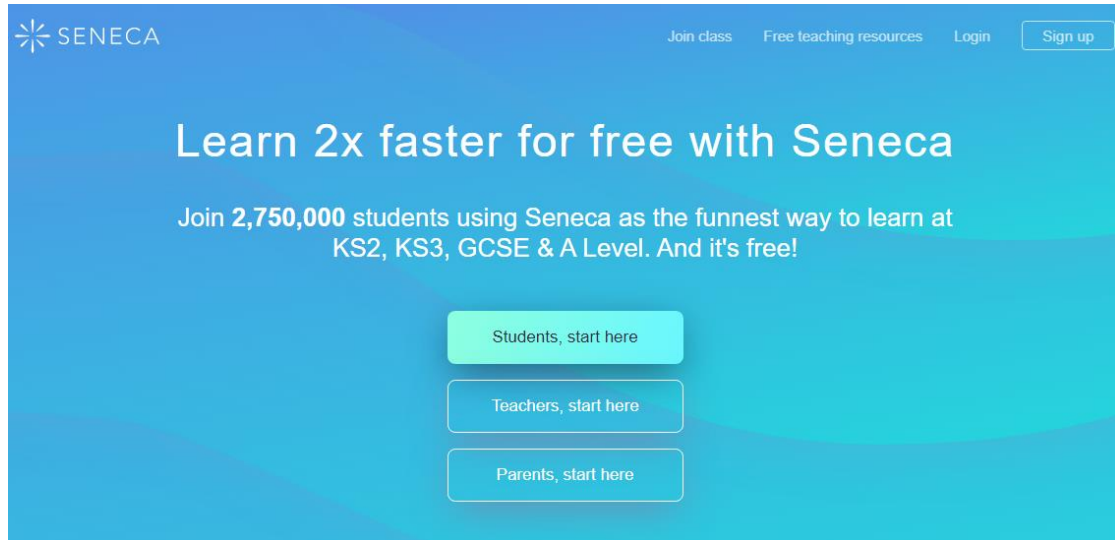 SENECA
Join class
Free teaching resources
Login
Sign up
Learn 2x faster for free with Seneca
Join 2,750,000 students using Seneca as the funnest way to learn at
KS2, KS3, GCSE & A Level. And it's free!
Students, start here
Teachers, start here
Parents, start here